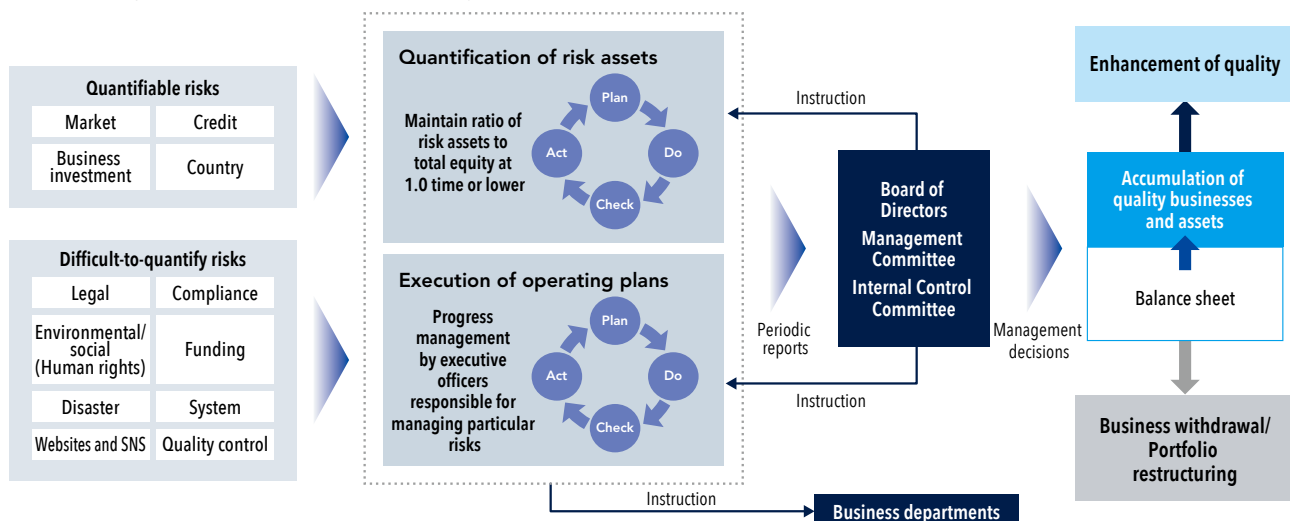 Quantifiable risks
Market
Credit
Business
investment
Country
Difficult-to-quantify risks
Legal
Compliance
Environmental/
social
(Human rights)
Funding
Disaster
System
Websites and SNS
Quality control
Quantification of risk assets
Maintain ratio of
risk assets to
total equity at
1.0 time or lower
Plan
Do
Check
Act
Execution of operating plans
Progress
management
by executive
officers
responsible for
managing particular
risks
Plan
Do
Check
Act
Instruction
Business departments
Periodic
reports
Instruction
Board of
Directors
Management
Committee
Internal Control
Committee
Instruction
Management
decisions
Enhancement of quality
Accumulation of
quality businesses
and assets
Balance sheet
Business withdrawal/
Portfolio
restructuring